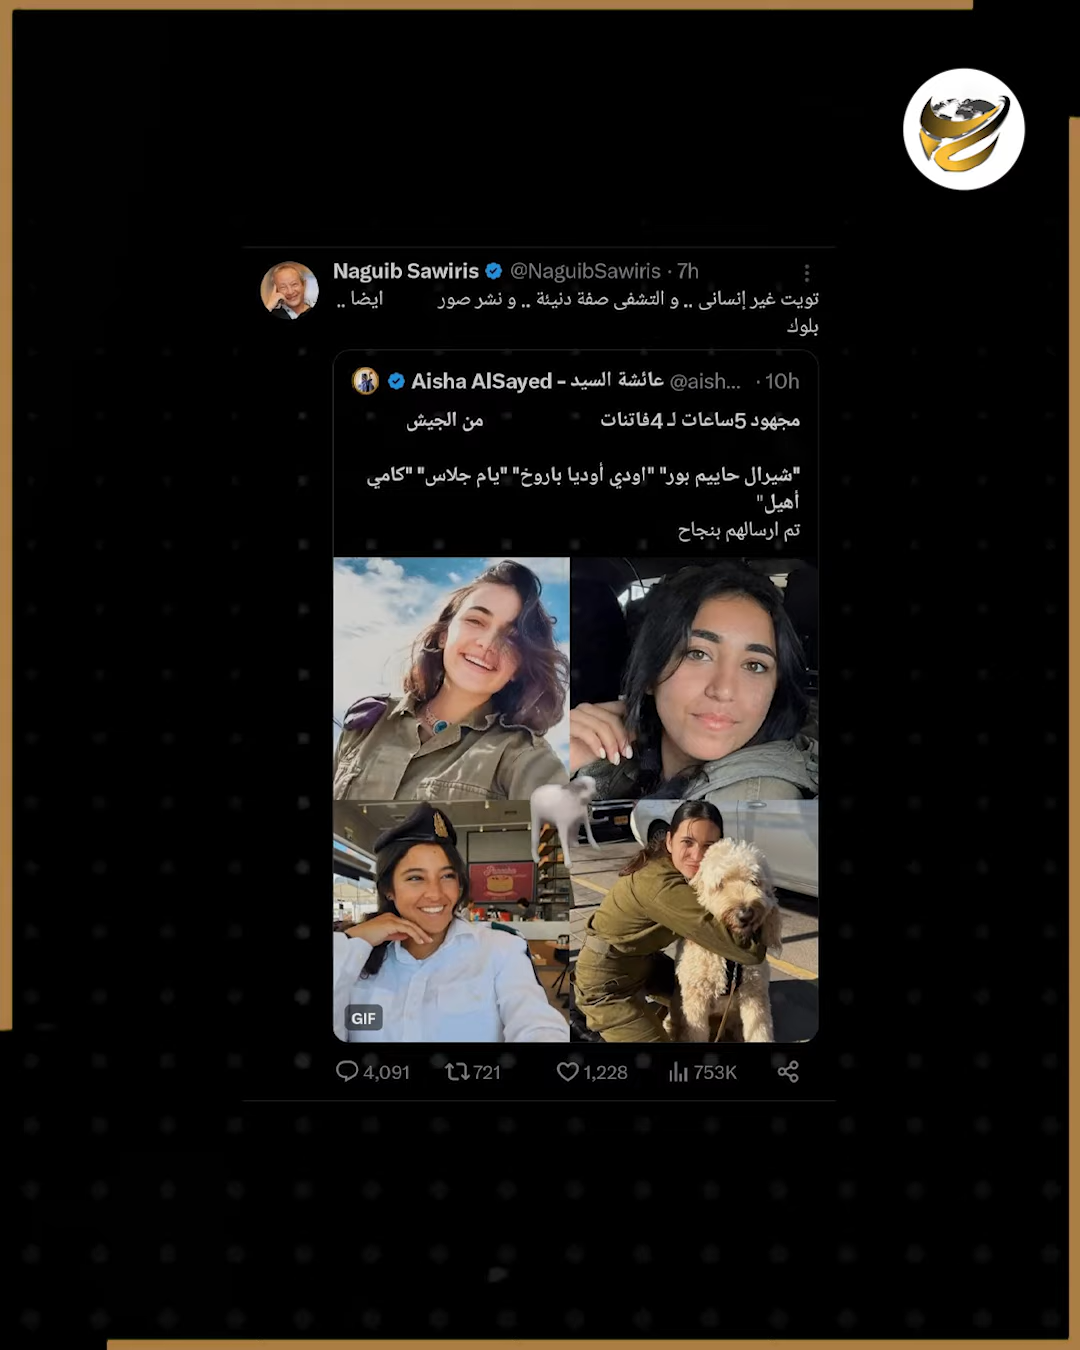 Naguib Sawiris @NaguibSawiris · 7h
تويت غير إنسانى .. و التشفى صفة دنيئة .. و نشر صور ايضا ..
بلوك
Aisha AlSayed - عائشة السيد @aish... · 10h
مجهود 5ساعات لـ 4فاتنات من الجيش
"شيرال حاييم بور" "اودي أوديا باروخ" "يام جلاس" "كامي
أهيل"
تم ارسالهم بنجاح
GIF
4,091 721 1,228 753K